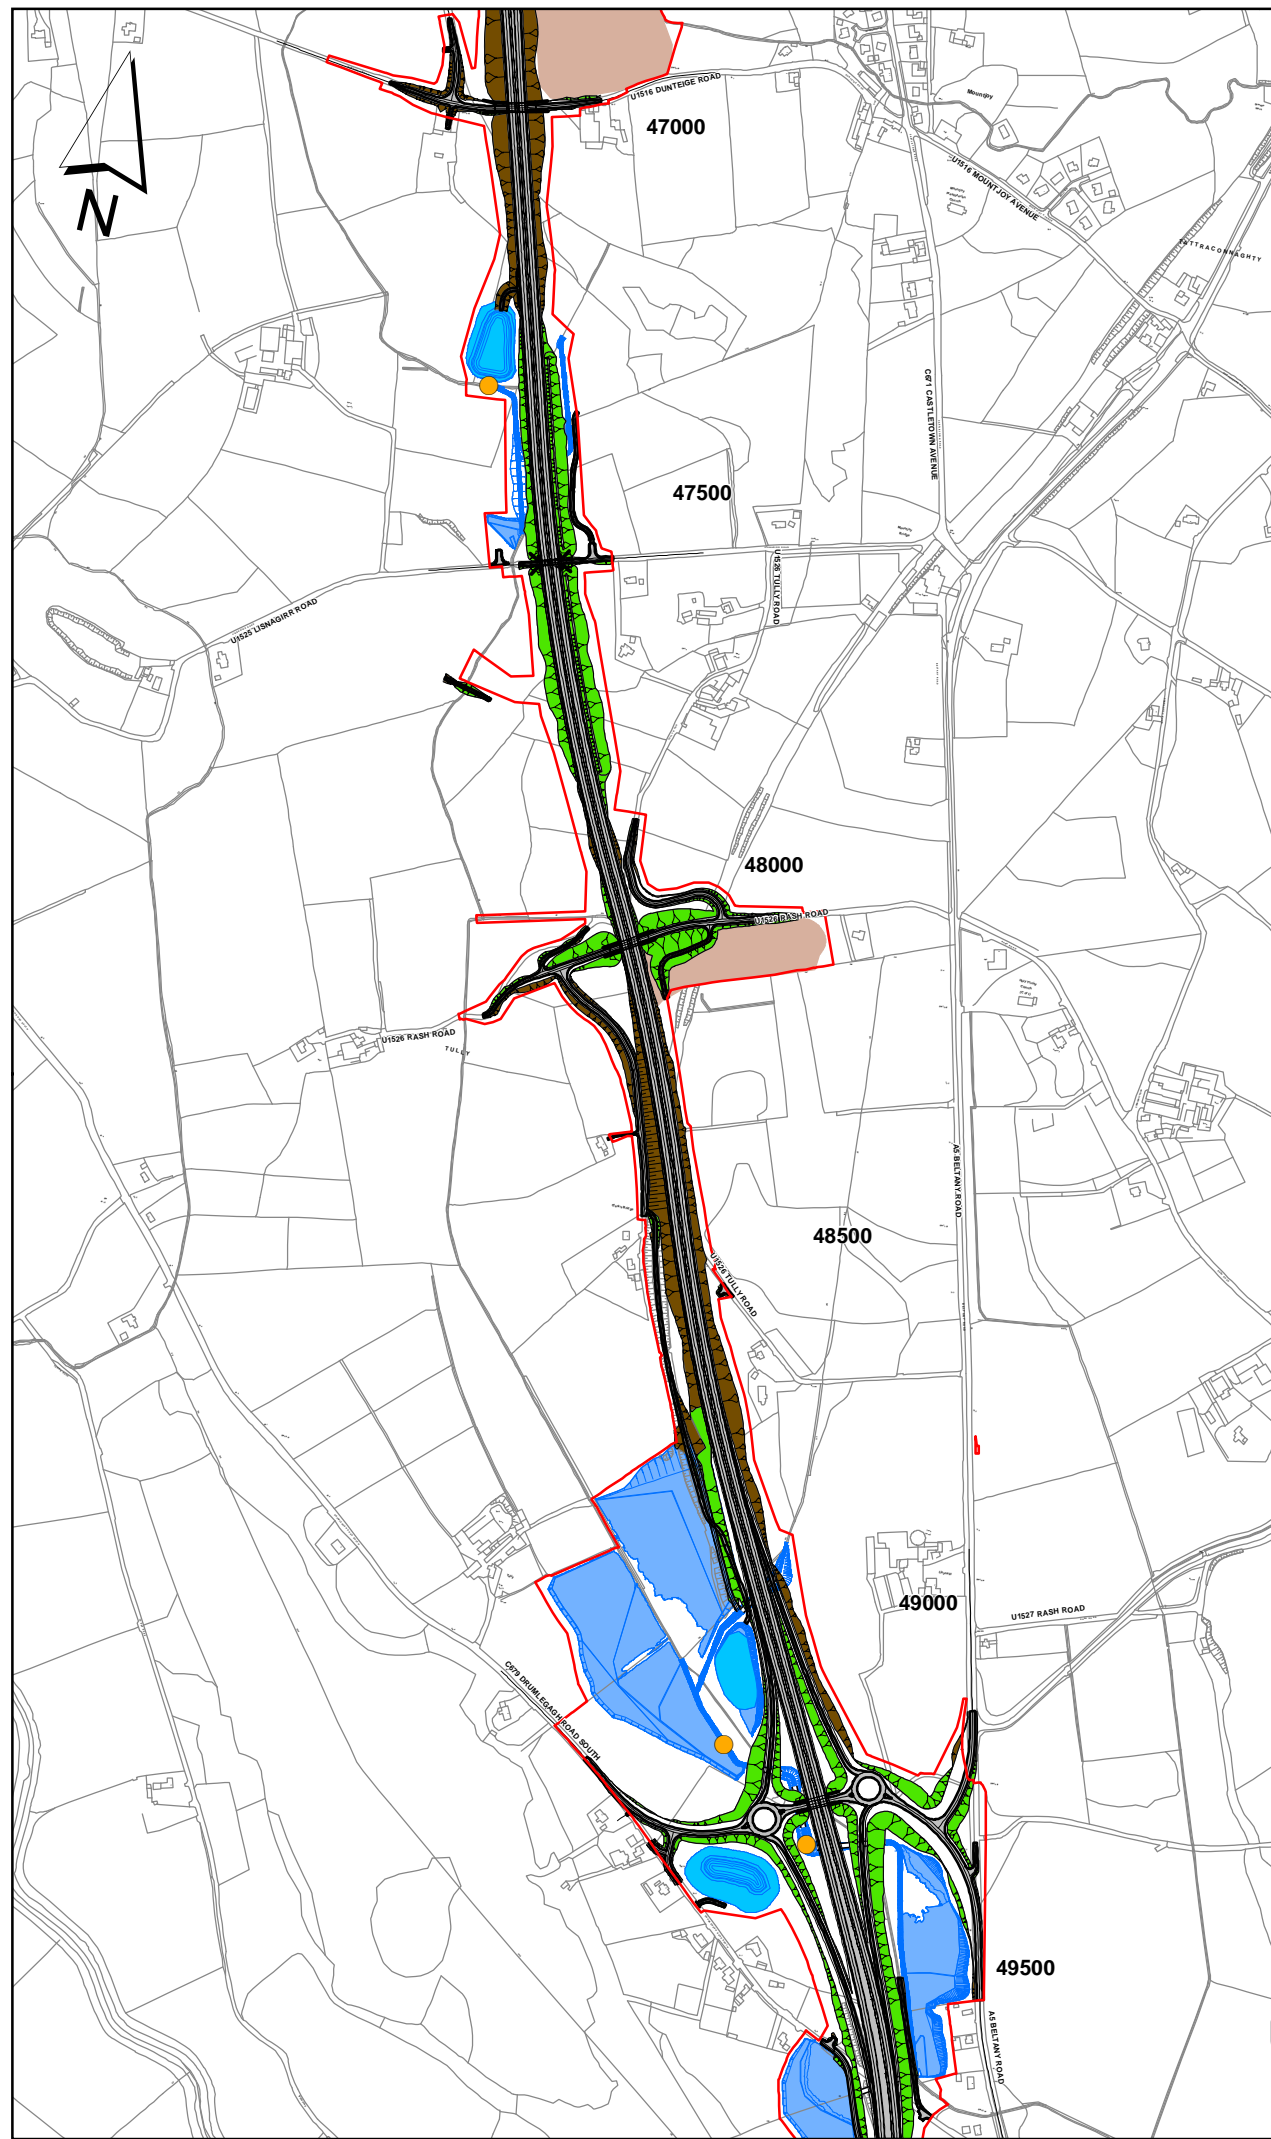 U1516 DUNTEIGE ROAD
47000
Mountjoy
U1516 MOUNTJOY AVENUE
N
TATTRACONNAGHTY
C671 CASTLETOWN AVENUE
47500
U1526 TULLY ROAD
U1525 LISNAGIRR ROAD
48000
U1526 RASH ROAD
U1526 RASH ROAD
TULLY
A5 BELTANY ROAD
48500
U1526 TULLY ROAD
49000
U1527 RASH ROAD
C679 DRUMLEGAGH ROAD SOUTH
49500
A5 BELTANY ROAD